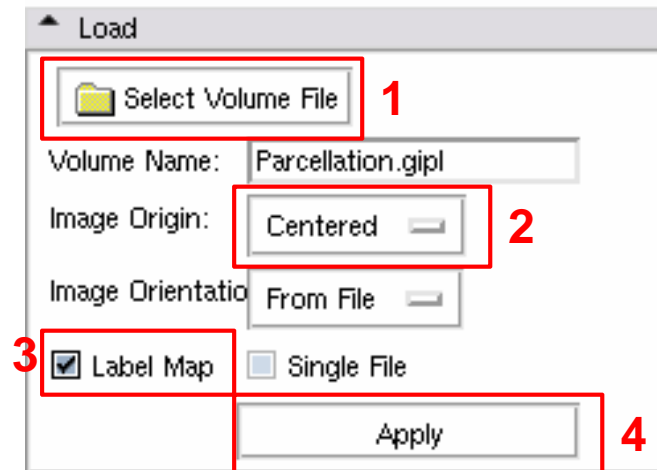 Load
Select Volume File 1
Volume Name: Parcellation.gipl
Image Origin: Centered 2
Image Orientatio From File
3 Label Map Single File
Apply 4